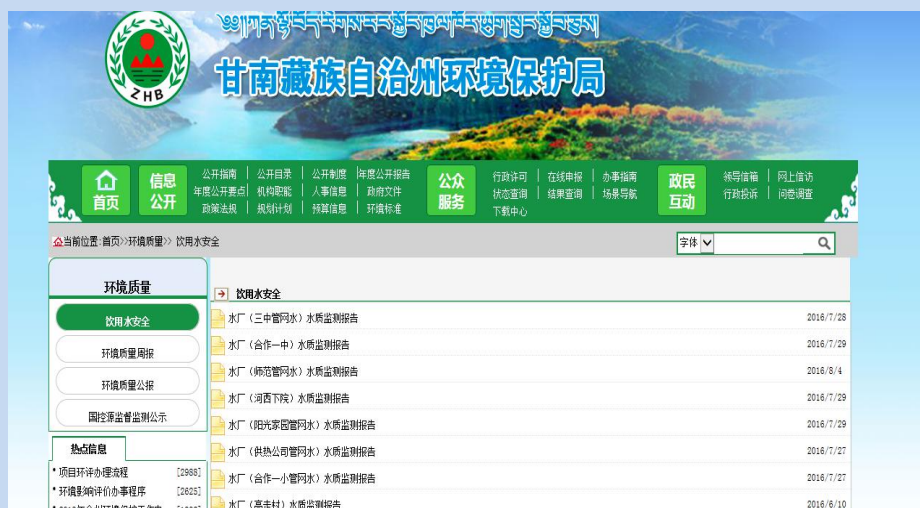 甘南藏族自治州环境保护局
ZHB
首页
信息公开
公开指南 | 公开目录 | 公开制度 | 年度公开报告
年度公开要点 | 机构职能 | 人事信息 | 政府文件
政策法规 | 规划计划 | 预算信息 | 环境标准
公众服务
行政许可 | 在线申报 | 办事指南
状态查询 | 结果查询 | 场景导航
下载中心
政民互动
领导信箱 | 网上信访
行政投诉 | 问卷调查
当前位置:首页>>环境质量>> 饮用水安全
字体
环境质量
饮用水安全
环境质量周报
环境质量公报
国控源监督监测公示
热点信息
项目环评办理流程 [2988]
环境影响评价办事程序 [2625]
饮用水安全
水厂（三中管网水）水质监测报告 2016/7/28
水厂（合作一中）水质监测报告 2016/7/29
水厂（师范管网水）水质监测报告 2016/8/4
水厂（河西下院）水质监测报告 2016/7/29
水厂（阳光家园管网水）水质监测报告 2016/7/29
水厂（供热公司管网水）水质监测报告 2016/7/27
水厂（合作一小管网水）水质监测报告 2016/7/27
水厂（高走村）水质监测报告 2016/6/10